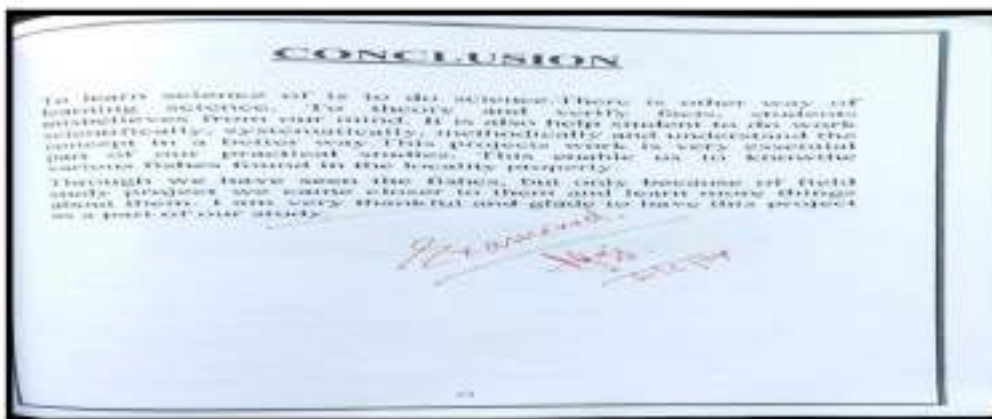 CONCLUSION
To learn science of is to do science.There is other way of
learning science. To theory and verify facts, students
misbelieves from our mind. It is also help student to do work
scientifically, systematically, methodically and understand the
concept in a better way This projects work is very essential
part of our practical studies. This enable us to knowthe
various fishes found in the locality properly.
Through we have seen the fishes, but only because of field
study project we came closer to them and learn more things
about them. I am very thankful and glady to have this project
as a part of our study
Examined.